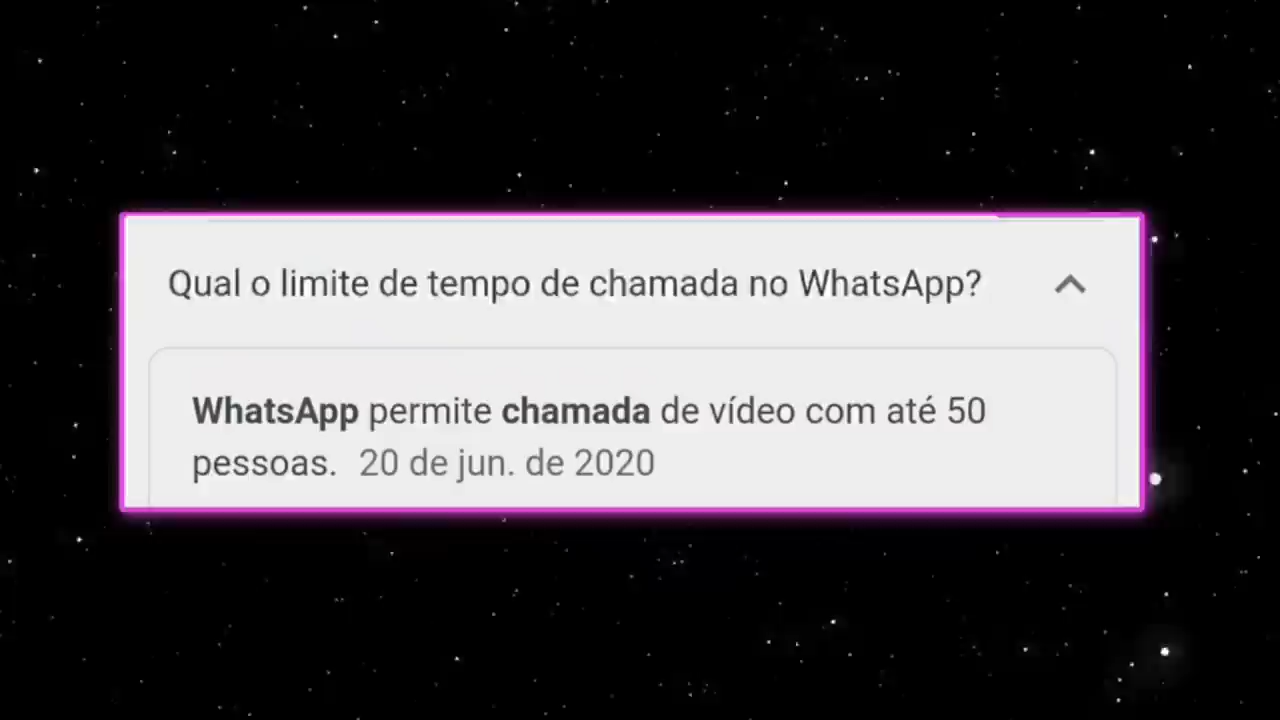 Qual o limite de tempo de chamada no WhatsApp?
WhatsApp permite chamada de vídeo com até 50
pessoas. 20 de jun. de 2020